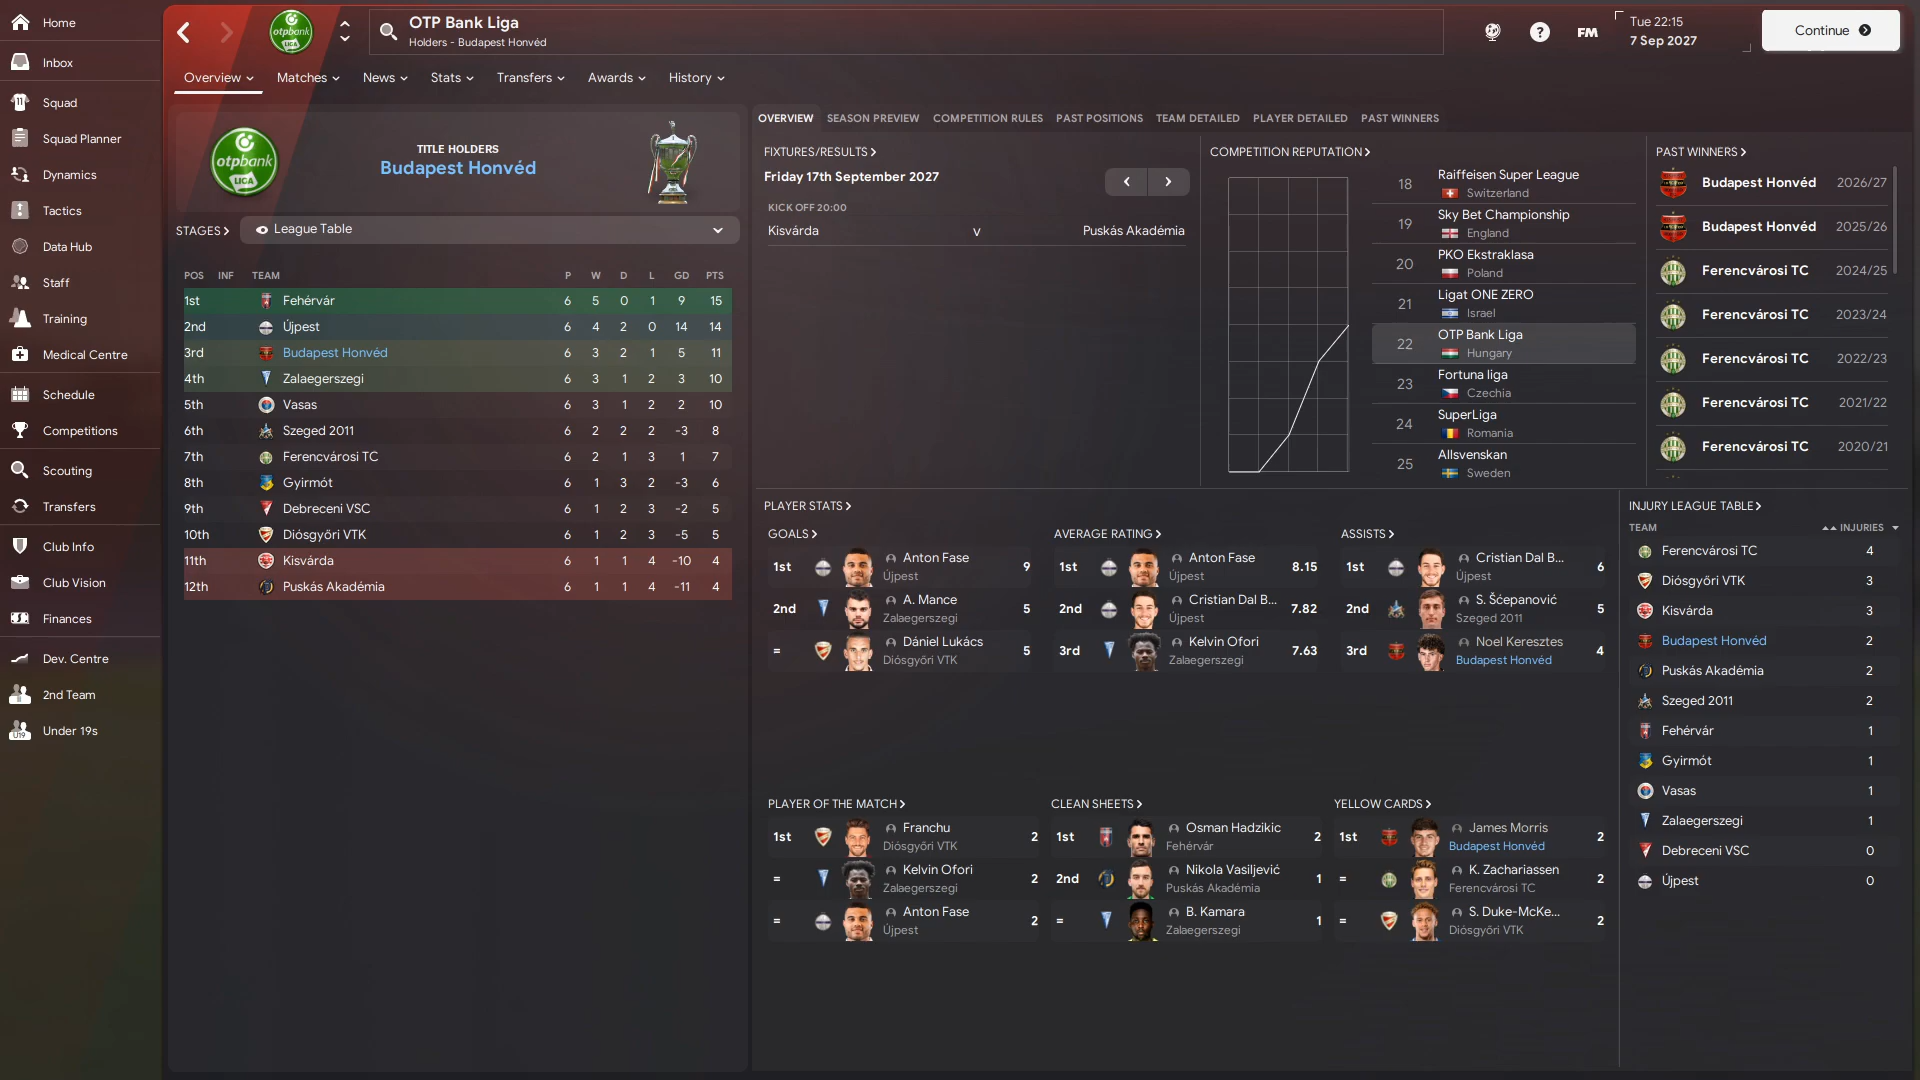 Home
Inbox
Squad
Squad Planner
Dynamics
Tactics
Data Hub
Staff
Training
Medical Centre
Schedule
Competitions
Scouting
Transfers
Club Info
Club Vision
Finances
Dev. Centre
2nd Team
Under 19s
OTP Bank Liga
Holders - Budapest Honvéd
FM
Tue 22:15
7 Sep 2027
Continue
Overview Matches News Stats Transfers Awards History
otpbank
LIGA
TITLE HOLDERS
Budapest Honvéd
STAGES League Table
POS INF TEAM P W D L GD PTS
1st Fehérvár 6 5 0 1 9 15
2nd Újpest 6 4 2 0 14 14
3rd Budapest Honvéd 6 3 2 1 5 11
4th Zalaegerszegi 6 3 1 2 3 10
5th Vasas 6 3 1 2 2 10
6th Szeged 2011 6 2 2 2 -3 8
7th Ferencvárosi TC 6 2 1 3 1 7
8th Gyirmót 6 1 3 2 -3 6
9th Debreceni VSC 6 1 2 3 -2 5
10th Diósgyőri VTK 6 1 2 3 -5 5
11th Kisvárda 6 1 1 4 -10 4
12th Puskás Akadémia 6 1 1 4 -11 4
OVERVIEW SEASON PREVIEW COMPETITION RULES PAST POSITIONS TEAM DETAILED PLAYER DETAILED PAST WINNERS
FIXTURES/RESULTS
Friday 17th September 2027
KICK OFF 20:00
Kisvárda v Puskás Akadémia
COMPETITION REPUTATION
18 Raiffeisen Super League
Switzerland
19 Sky Bet Championship
England
20 PKO Ekstraklasa
Poland
21 Ligat ONE ZERO
Israel
22 OTP Bank Liga
Hungary
23 Fortuna liga
Czechia
24 SuperLiga
Romania
25 Allsvenskan
Sweden
PAST WINNERS
Budapest Honvéd 2026/27
Budapest Honvéd 2025/26
Ferencvárosi TC 2024/25
Ferencvárosi TC 2023/24
Ferencvárosi TC 2022/23
Ferencvárosi TC 2021/22
Ferencvárosi TC 2020/21
PLAYER STATS
GOALS
1st Anton Fase 9
Újpest
2nd A. Mance 5
Zalaegerszegi
= Dániel Lukács 5
Diósgyőri VTK
AVERAGE RATING
1st Anton Fase 8.15
Újpest
2nd Cristian Dal B... 7.82
Újpest
3rd Kelvin Ofori 7.63
Zalaegerszegi
ASSISTS
1st Cristian Dal B... 6
Újpest
2nd S. Šćepanović 5
Szeged 2011
3rd Noel Keresztes 4
Budapest Honvéd
PLAYER OF THE MATCH
1st Franchu 2
Diósgyőri VTK
= Kelvin Ofori 2
Zalaegerszegi
= Anton Fase 2
Újpest
CLEAN SHEETS
1st Osman Hadzikic 2
Fehérvár
2nd Nikola Vasiljević 1
Puskás Akadémia
= B. Kamara 1
Zalaegerszegi
YELLOW CARDS
1st James Morris 2
Budapest Honvéd
= K. Zachariassen 2
Ferencvárosi TC
= S. Duke-McKe... 2
Diósgyőri VTK
INJURY LEAGUE TABLE
TEAM INJURIES
Ferencvárosi TC 4
Diósgyőri VTK 3
Kisvárda 3
Budapest Honvéd 2
Puskás Akadémia 2
Szeged 2011 2
Fehérvár 1
Gyirmót 1
Vasas 1
Zalaegerszegi 1
Debreceni VSC 0
Újpest 0